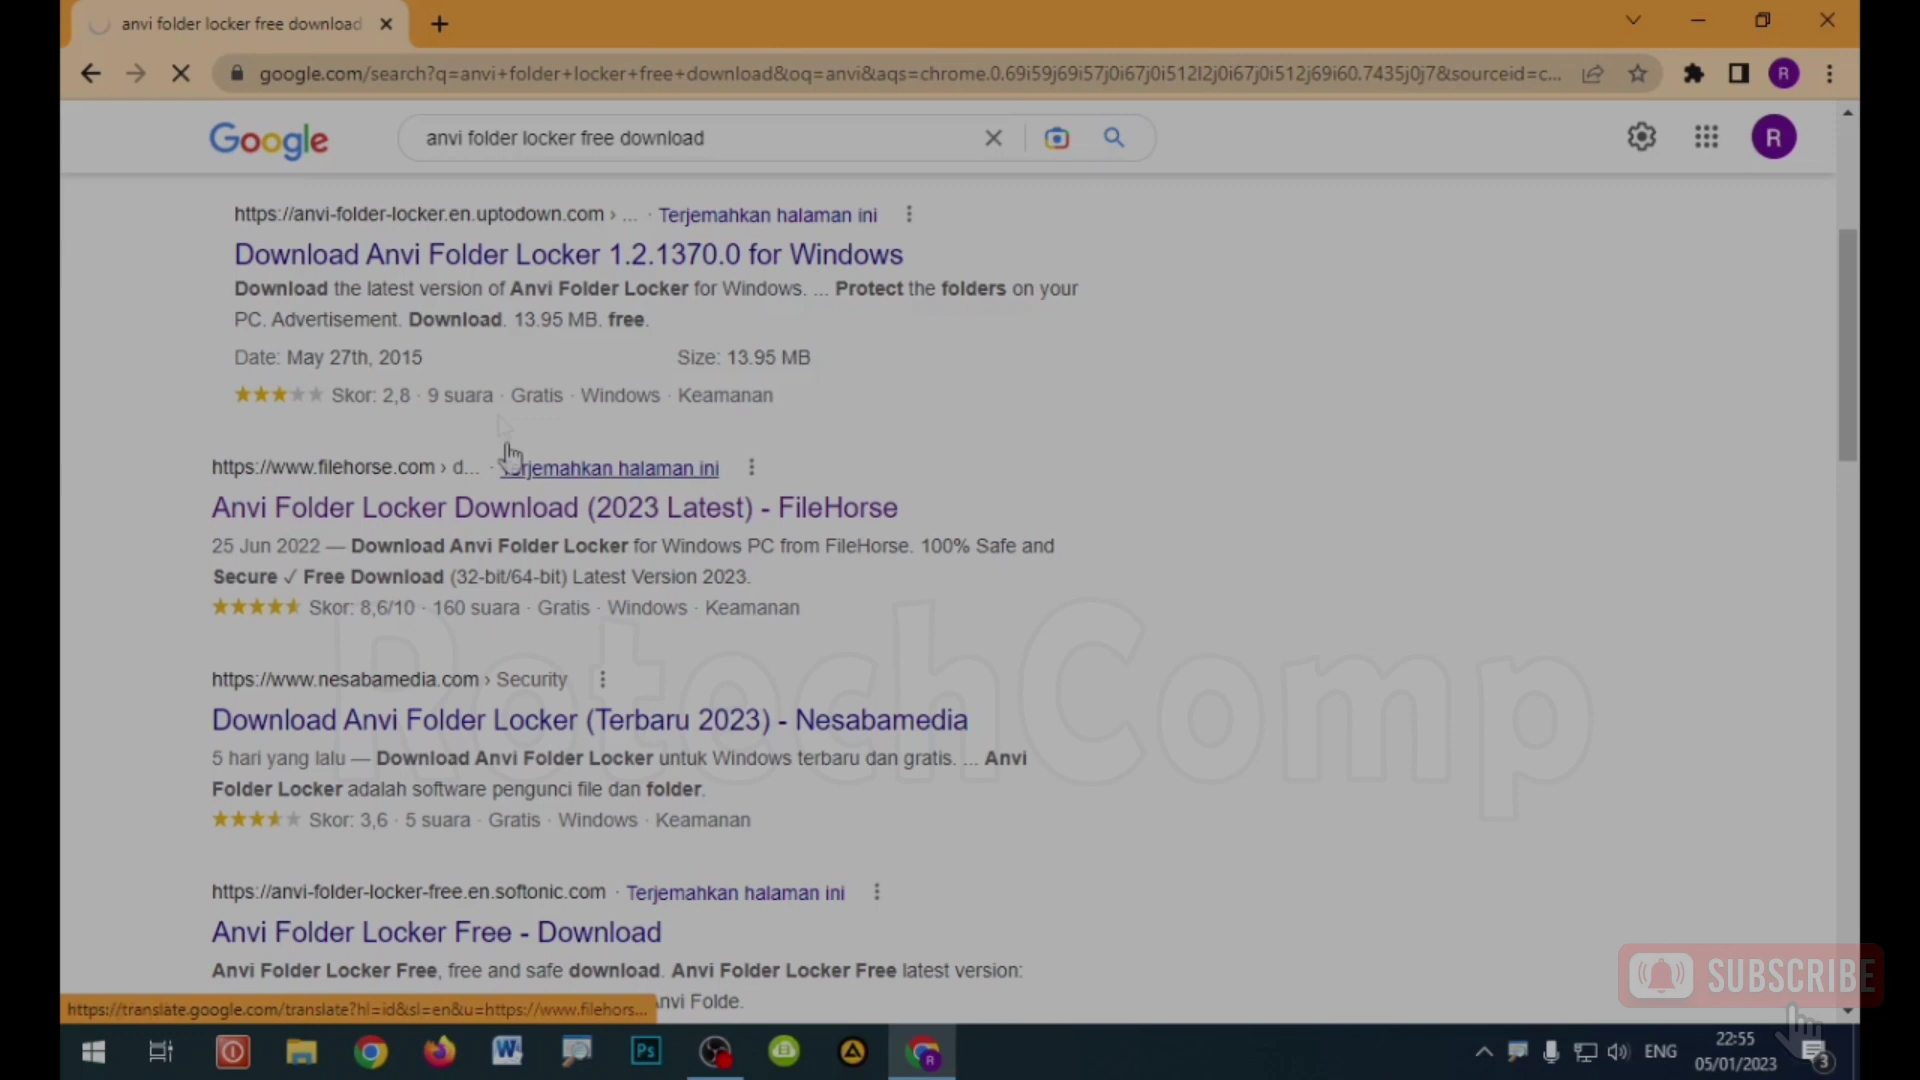 anvi folder locker free download
google.com/search?q=anvi+folder+locker+free+download&oq=anvi&aqs=chrome.0.69i59j69i57j0i67j0i512l2j0i67j0i512j69i60.7435j0j7&sourceid=c...
R
Google
anvi folder locker free download
R
https://anvi-folder-locker.en.uptodown.com › ... · Terjemahkan halaman ini
Download Anvi Folder Locker 1.2.1370.0 for Windows
Download the latest version of Anvi Folder Locker for Windows. ... Protect the folders on your
PC. Advertisement. Download. 13.95 MB. free.
Date: May 27th, 2015 Size: 13.95 MB
Skor: 2,8 · 9 suara · Gratis · Windows · Keamanan
https://www.filehorse.com › d... · Terjemahkan halaman ini
Anvi Folder Locker Download (2023 Latest) - FileHorse
25 Jun 2022 — Download Anvi Folder Locker for Windows PC from FileHorse. 100% Safe and
Secure ✓ Free Download (32-bit/64-bit) Latest Version 2023.
Skor: 8,6/10 · 160 suara · Gratis · Windows · Keamanan
RotechComp
https://www.nesabamedia.com › Security
Download Anvi Folder Locker (Terbaru 2023) - Nesabamedia
5 hari yang lalu — Download Anvi Folder Locker untuk Windows terbaru dan gratis. ... Anvi
Folder Locker adalah software pengunci file dan folder.
Skor: 3,6 · 5 suara · Gratis · Windows · Keamanan
https://anvi-folder-locker-free.en.softonic.com · Terjemahkan halaman ini
Anvi Folder Locker Free - Download
Anvi Folder Locker Free, free and safe download. Anvi Folder Locker Free latest version:
Anvi Folde.
https://translate.google.com/translate?hl=id&sl=en&u=https://www.filehors...
SUBSCRIBE
W
Ps
R
ENG
22:55
05/01/2023
3